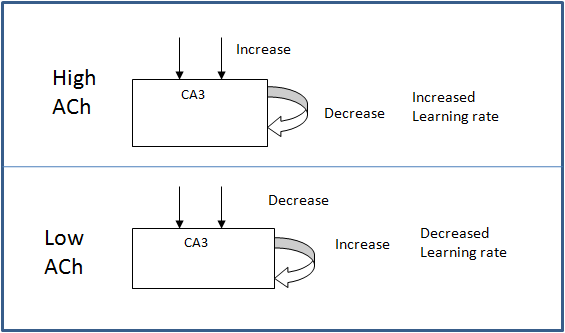 Increase
High
ACh
CA3
Decrease
Increased
Learning rate
Decrease
Low
ACh
CA3
Increase
Decreased
Learning rate